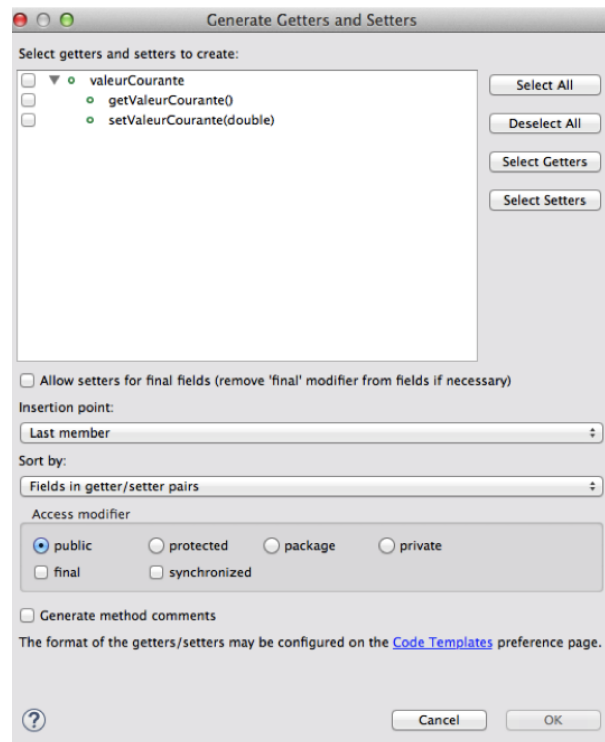 Generate Getters and Setters
Select getters and setters to create:
valeurCourante
getValeurCourante()
setValeurCourante(double)
Select All
Deselect All
Select Getters
Select Setters
Allow setters for final fields (remove 'final' modifier from fields if necessary)
Insertion point:
Last member
Sort by:
Fields in getter/setter pairs
Access modifier
public protected package private
final synchronized
Generate method comments
The format of the getters/setters may be configured on the Code Templates preference page.
? Cancel OK